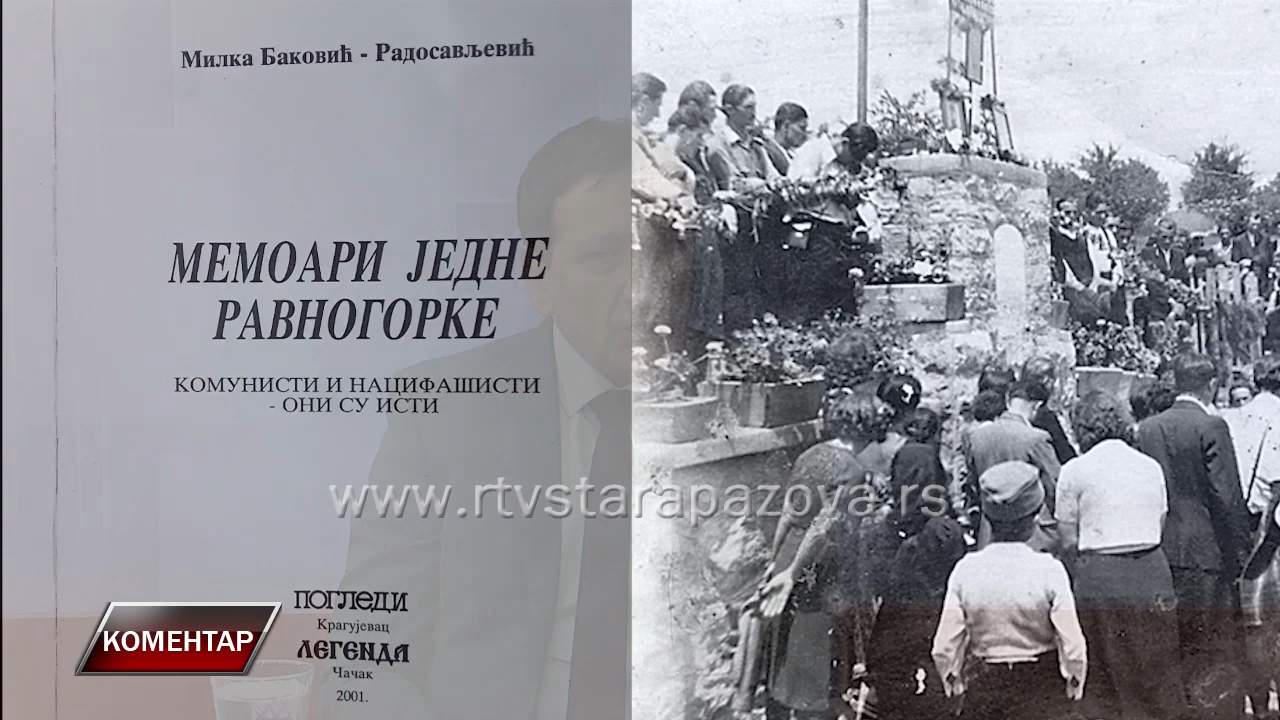 Милка Баковић - Радосављевић
МЕМОАРИ ЈЕДНЕ
РАВНОГОРКЕ
КОМУНИСТИ И НАЦИФАШИСТИ
- ОНИ СУ ИСТИ
www.rtvstarapazova.rs
ПОГЛЕДИ
Крагујевац
ЛЕГЕНДА
Чачак
2001.
КОМЕНТАР